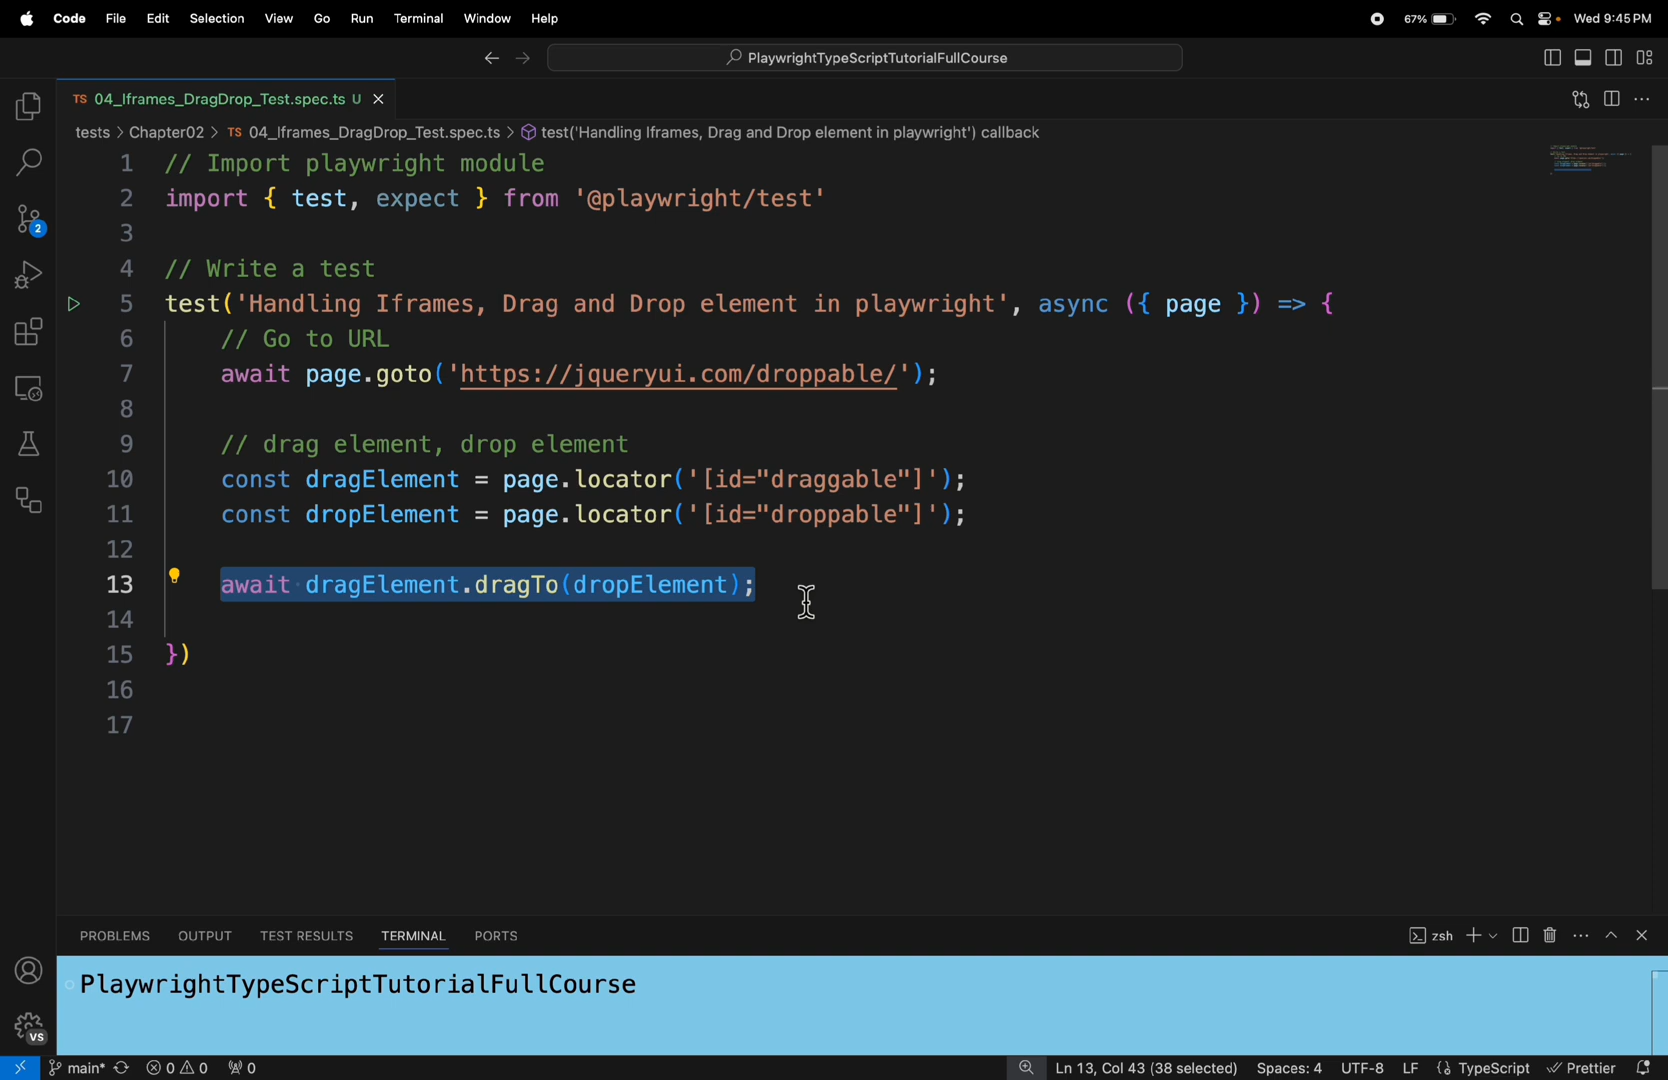 Code File Edit Selection View Go Run Terminal Window Help 67% Wed 9:45 PM
PlaywrightTypeScriptTutorialFullCourse
TS 04_Iframes_DragDrop_Test.spec.ts U
tests > Chapter02 > TS 04_Iframes_DragDrop_Test.spec.ts > test('Handling Iframes, Drag and Drop element in playwright') callback
1 // Import playwright module
2 import { test, expect } from '@playwright/test'
3
4 // Write a test
5 test('Handling Iframes, Drag and Drop element in playwright', async ({ page }) => {
6 // Go to URL
7 await page.goto('https://jqueryui.com/droppable/');
8
9 // drag element, drop element
10 const dragElement = page.locator('[id="draggable"]');
11 const dropElement = page.locator('[id="droppable"]');
12
13 await dragElement.dragTo(dropElement);
14
15 })
16
17
2
PROBLEMS OUTPUT TEST RESULTS TERMINAL PORTS zsh
PlaywrightTypeScriptTutorialFullCourse
VS
main* 0 0 0 Ln 13, Col 43 (38 selected) Spaces: 4 UTF-8 LF {} TypeScript Prettier